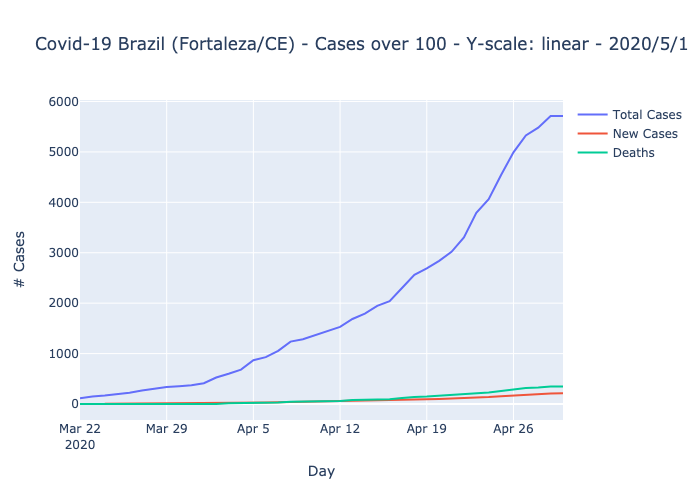 Covid-19 Brazil (Fortaleza/CE) - Cases over 100 - Y-scale: linear - 2020/5/1
Total Cases
New Cases
Deaths
# Cases
6000
5000
4000
3000
2000
1000
0
Mar 22
2020
Mar 29
Apr 5
Apr 12
Apr 19
Apr 26
Day